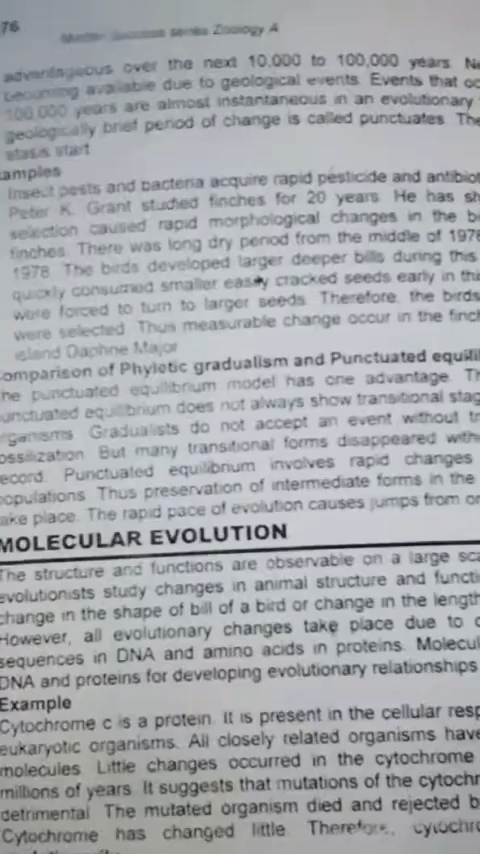 76
Series Zoology A
advantageous over the next 10,000 to 100,000 years. Ne
becoming available due to geological events. Events that oc
100,000 years are almost instantaneous in an evolutionary
geologically brief period of change is called punctuates. The
stasis start.
amples
Insect pests and bacteria acquire rapid pesticide and antibiot
Peter K. Grant studied finches for 20 years. He has sh
selection caused rapid morphological changes in the bi
finches. There was long dry period from the middle of 1976
1978. The birds developed larger deeper bills during this
quickly consumed smaller easily cracked seeds early in the
were forced to turn to larger seeds. Therefore, the birds
were selected. Thus measurable change occur in the finch
island Daphne Major
omparison of Phyletic gradualism and Punctuated equili
he punctuated equilibrium model has one advantage. Th
unctuated equilibrium does not always show transitional stag
rganisms. Gradualists do not accept an event without tr
ossilization. But many transitional forms disappeared with
ecord. Punctuated equilibrium involves rapid changes
populations. Thus preservation of intermediate forms in the
ake place. The rapid pace of evolution causes jumps from on
MOLECULAR EVOLUTION
The structure and functions are observable on a large sca
evolutionists study changes in animal structure and functi
change in the shape of bill of a bird or change in the length
However, all evolutionary changes take place due to c
sequences in DNA and amino acids in proteins. Molecul
DNA and proteins for developing evolutionary relationships
Example
Cytochrome c is a protein. It is present in the cellular resp
eukaryotic organisms. All closely related organisms have
molecules. Little changes occurred in the cytochrome
millions of years. It suggests that mutations of the cytochr
detrimental. The mutated organism died and rejected b
Cytochrome has changed little. Therefore, cytochro